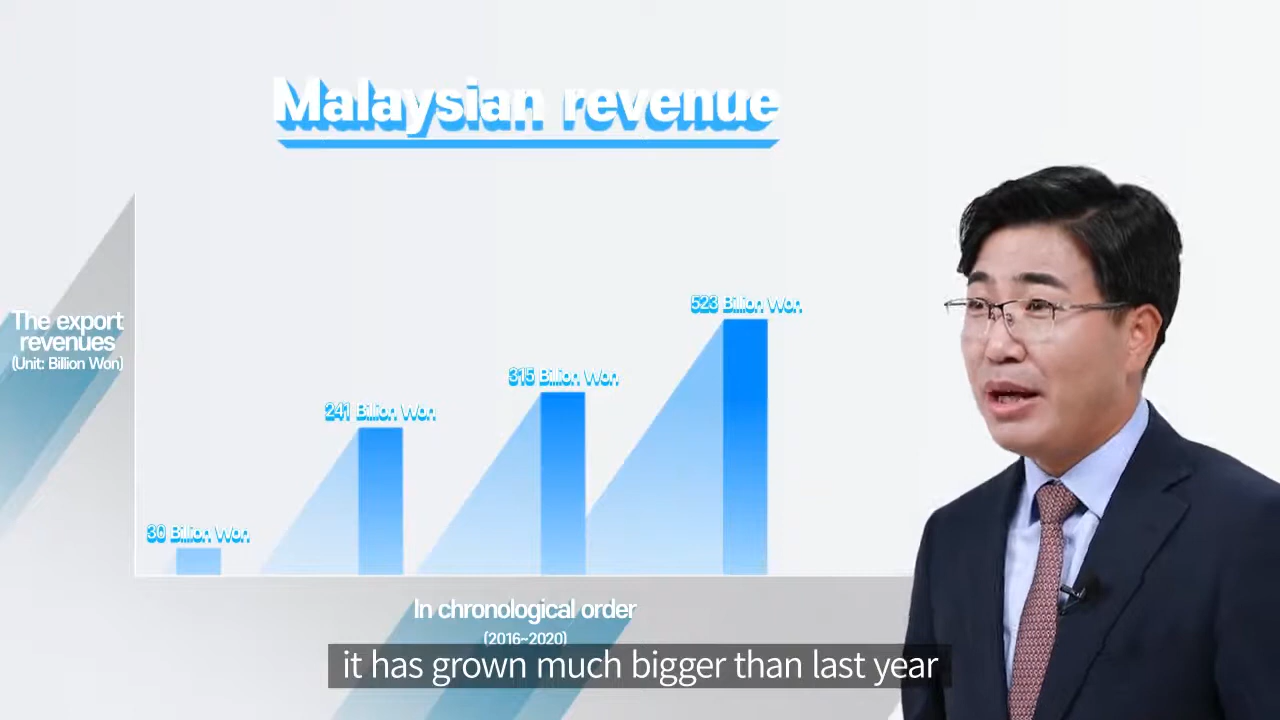 Malaysian revenue
The export
revenues
(Unit: Billion Won)
30 Billion Won
241 Billion Won
315 Billion Won
523 Billion Won
In chronological order
(2016~2020)
it has grown much bigger than last year